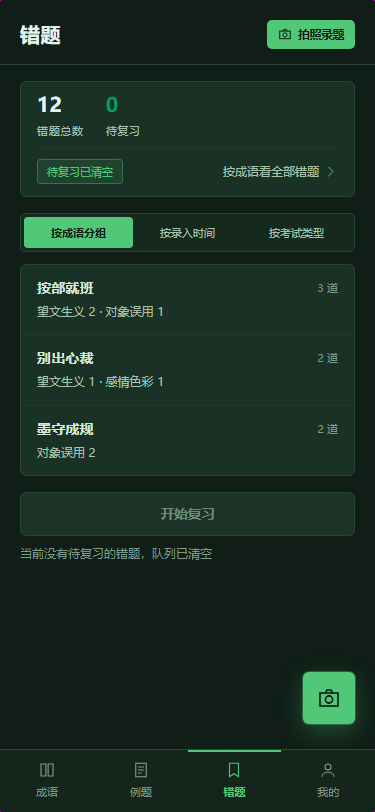 错题
拍照录题
12
0
错题总数
待复习
待复习已清空
按成语看全部错题
按成语分组
按录入时间
按考试类型
按部就班
3 道
望文生义 2 · 对象误用 1
别出心裁
2 道
望文生义 1 · 感情色彩 1
墨守成规
2 道
对象误用 2
开始复习
当前没有待复习的错题，队列已清空
成语
例题
错题
我的